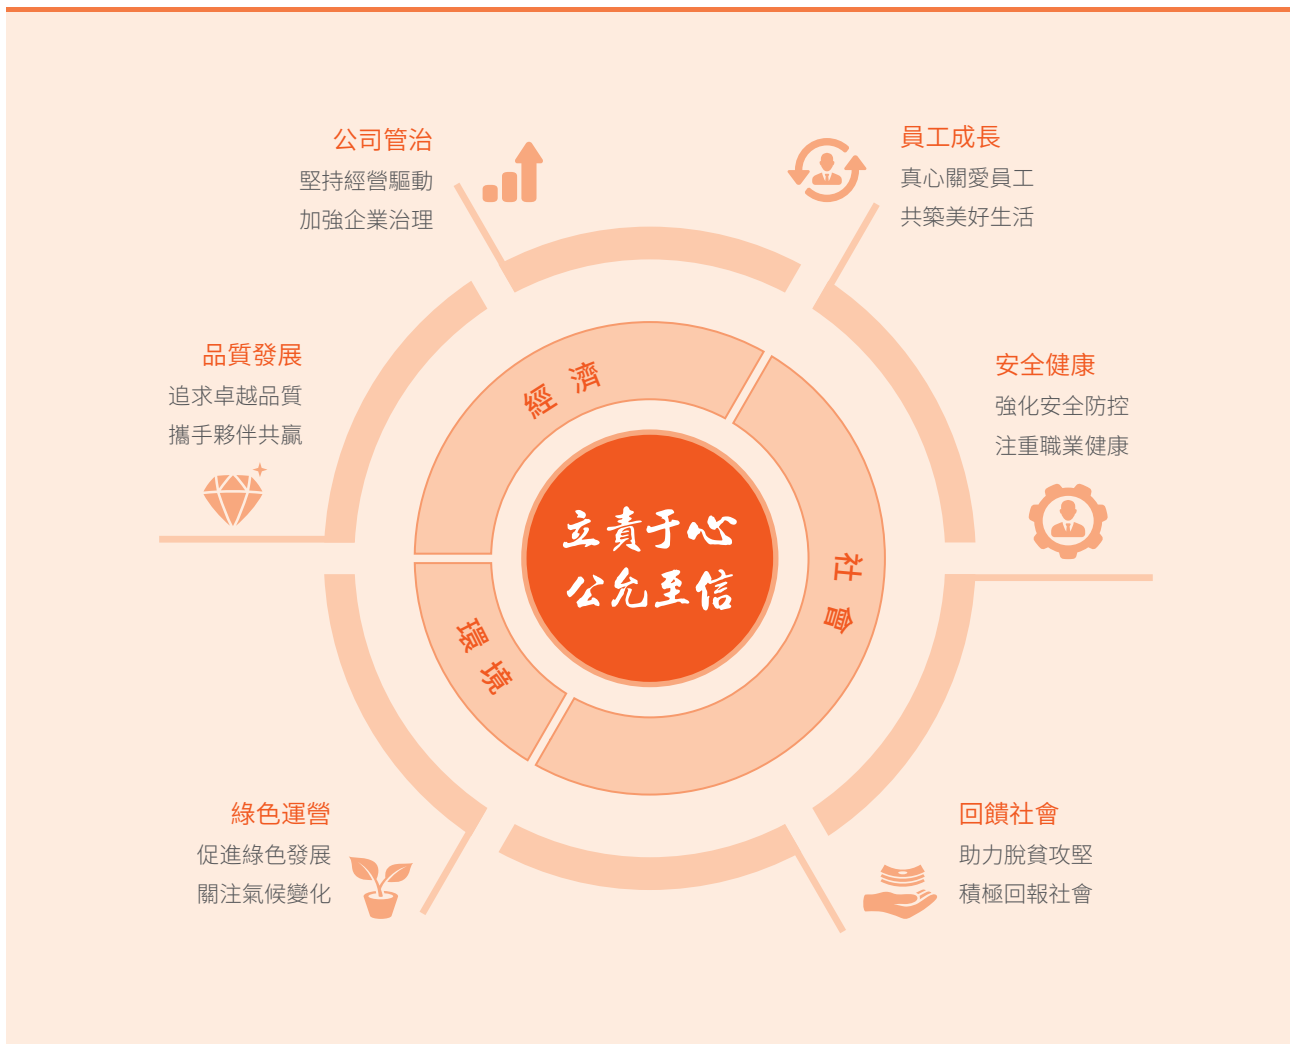 公司管治
堅持經營驅動
加強企業治理
員工成長
真心關愛員工
共築美好生活
品質發展
追求卓越品質
攜手夥伴共贏
安全健康
強化安全防控
注重職業健康
經濟
社會
環境
立責于心
公允至信
綠色運營
促進綠色發展
關注氣候變化
回饋社會
助力脫貧攻堅
積極回報社會